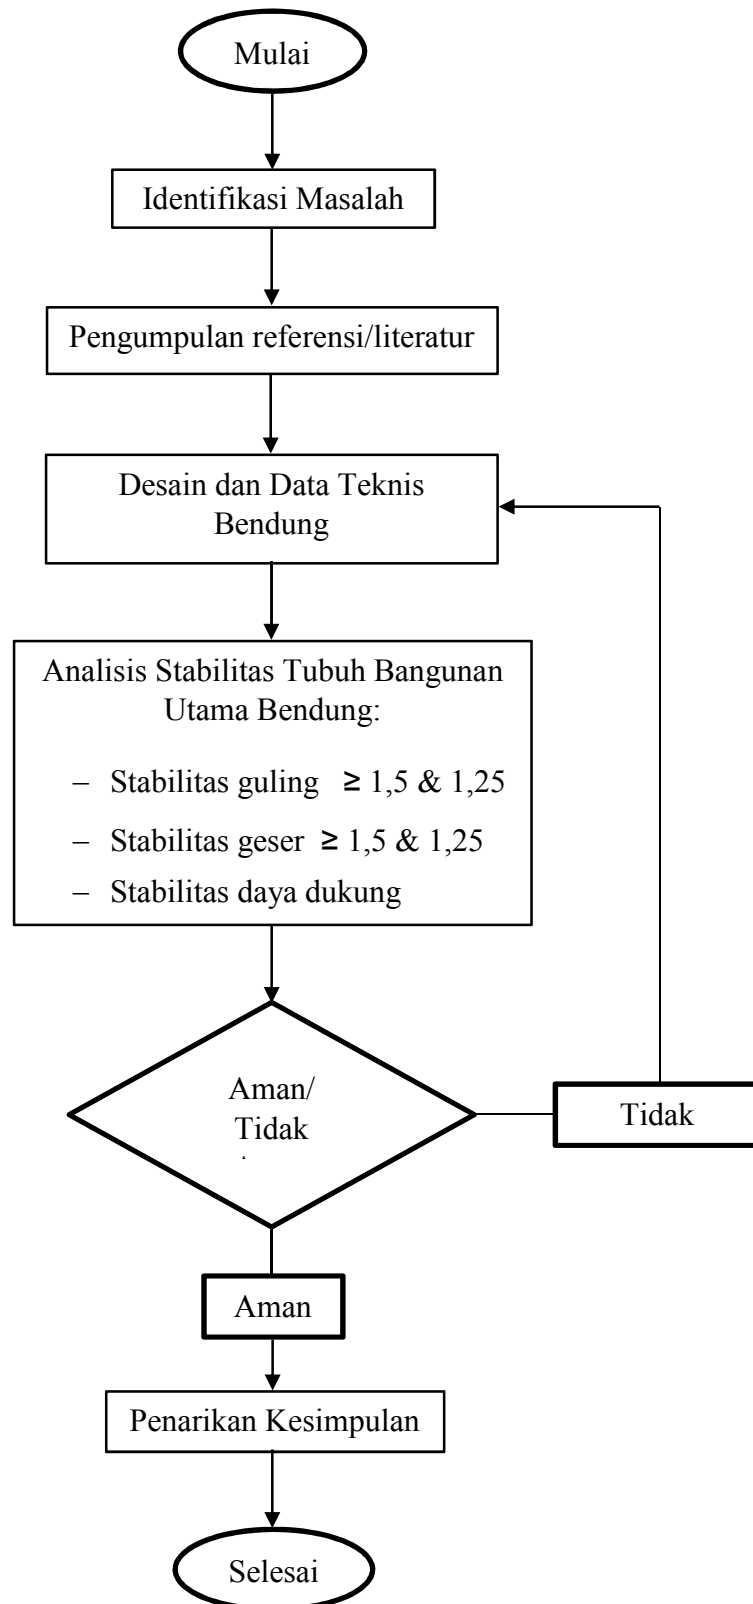 Mulai
Identifikasi Masalah
Pengumpulan referensi/literatur
Desain dan Data Teknis
Bendung
Analisis Stabilitas Tubuh Bangunan
Utama Bendung:
– Stabilitas guling ≥ 1,5 & 1,25
– Stabilitas geser ≥ 1,5 & 1,25
– Stabilitas daya dukung
Aman/
Tidak
Tidak
Aman
Penarikan Kesimpulan
Selesai